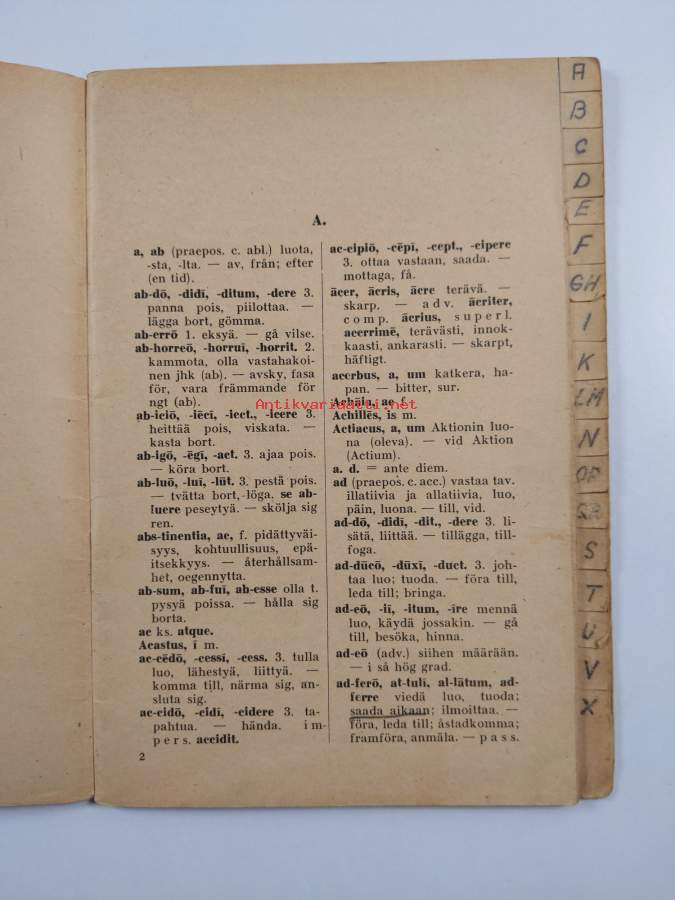 A.
a, ab (praepos. c. abl.) luota,
-sta, -lta. — av, från; efter
(en tid).
ab-dō, -didī, -ditum, -dere 3.
panna pois, piilottaa. —
lägga bort, gömma.
ab-errō 1. eksyä. — gå vilse.
ab-horreō, -horruī, -horrit. 2.
kammota, olla vastahakoi-
nen jhk (ab). — avsky, fasa
för, vara främmande för
ngt (ab).
ab-iciō, -iēcī, -iect., -icere 3.
heittää pois, viskata. —
kasta bort.
ab-igō, -ēgī, -act. 3. ajaa pois.
— köra bort.
ab-luō, -luī, -lūt. 3. pestä pois.
— tvätta bort, löga. se ab-
luere peseytyä. — skölja sig
ren.
abs-tinentia, ae, f. pidättyväi-
syys, kohtuullisuus, epä-
itsekkyys. — återhållsam-
het, oegennytta.
ab-sum, ab-fuī, ab-esse olla t.
pysyä poissa. — hålla sig
borta.
ac ks. atque.
Acastus, ī m.
ac-cēdō, -cessī, -cess. 3. tulla
luo, lähestyä, liittyä. —
komma till, närma sig, an-
sluta sig.
ac-cidō, -cidī, -cidere 3. ta-
pahtua. — hända. im-
pers. accidit.
2
ac-cipiō, -cēpī, -cept., -cipere
3. ottaa vastaan, saada. —
mottaga, få.
ācer, ācris, ācre terävä. —
skarp. — adv. ācriter,
comp. ācrius, superl.
acerrimē, terävästi, innok-
kaasti, ankarasti. — skarpt,
häftigt.
acerbus, a, um katkera, ha-
pan. — bitter, sur.
Achāia, ae f.
Antikvariaatti.net
Achillēs, is m.
Actiacus, a, um Aktionin luo-
na (oleva). — vid Aktion
(Actium).
a. d. = ante diem.
ad (praepos. c. acc.) vastaa tav.
illatiivia ja allatiivia, luo,
päin, luona. — till, vid.
ad-dō, -didī, -dit., -dere 3. li-
sätä, liittää. — tillägga, till-
foga.
ad-dūcō, -dūxī, -duct. 3. joh-
taa luo; tuoda. — föra till,
leda till; bringa.
ad-eō, -iī, -itum, -īre mennä
luo, käydä jossakin. — gå
till, besöka, hinna.
ad-eō (adv.) siihen määrään.
— i så hög grad.
ad-ferō, at-tulī, al-lātum, ad-
ferre viedä luo, tuoda;
saada aikaan; ilmoittaa. —
föra, leda till; åstadkomma;
framföra, anmäla. — pass.
A
B
C
D
E
F
GH
I
K
LM
N
OP
S
T
U
V
X